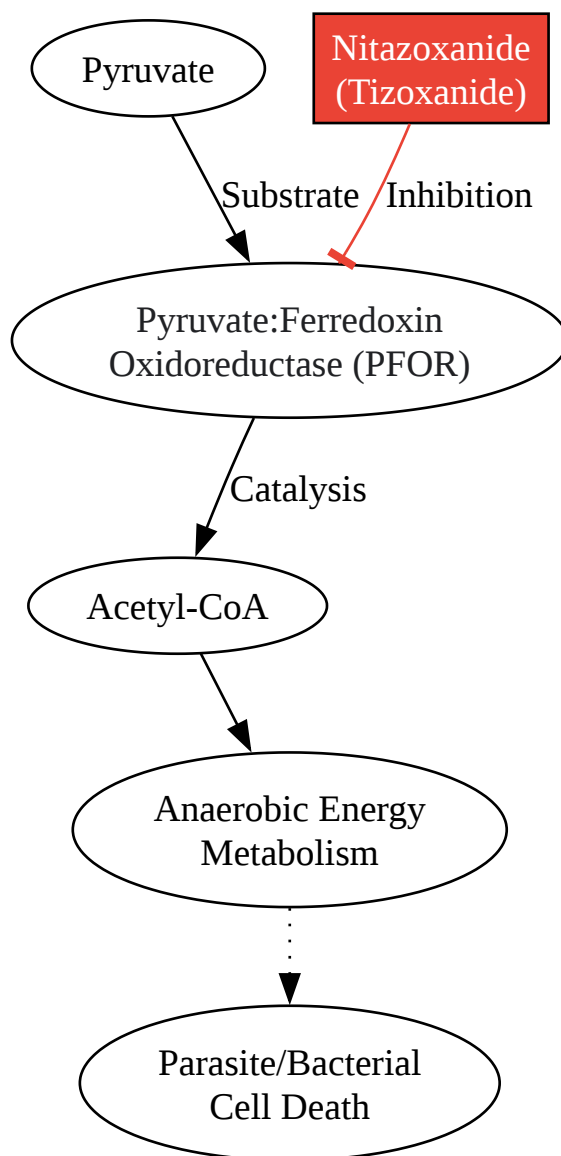 Pyruvate
Nitazoxanide
(Tizoxanide)
Substrate
Inhibition
Pyruvate:Ferredoxin
Oxidoreductase (PFOR)
Catalysis
Acetyl-CoA
Anaerobic Energy
Metabolism
Parasite/Bacterial
Cell Death